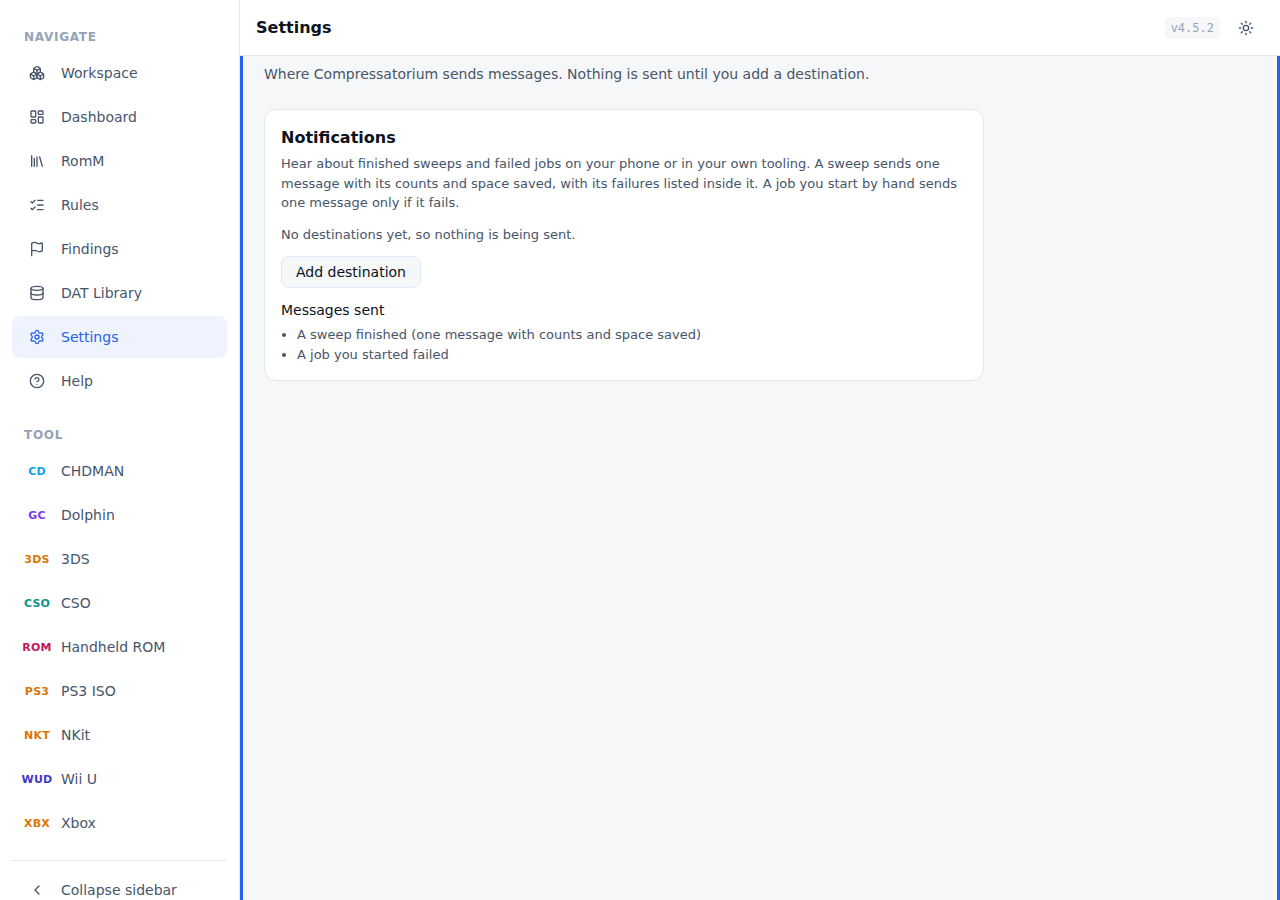 NAVIGATE
Workspace
Dashboard
RomM
Rules
Findings
DAT Library
Settings
Help
TOOL
CD CHDMAN
GC Dolphin
3DS 3DS
CSO CSO
ROM Handheld ROM
PS3 PS3 ISO
NKT NKit
WUD Wii U
XBX Xbox
Collapse sidebar
Settings
v4.5.2
Where Compressatorium sends messages. Nothing is sent until you add a destination.
Notifications
Hear about finished sweeps and failed jobs on your phone or in your own tooling. A sweep sends one
message with its counts and space saved, with its failures listed inside it. A job you start by hand sends
one message only if it fails.
No destinations yet, so nothing is being sent.
Add destination
Messages sent
• A sweep finished (one message with counts and space saved)
• A job you started failed